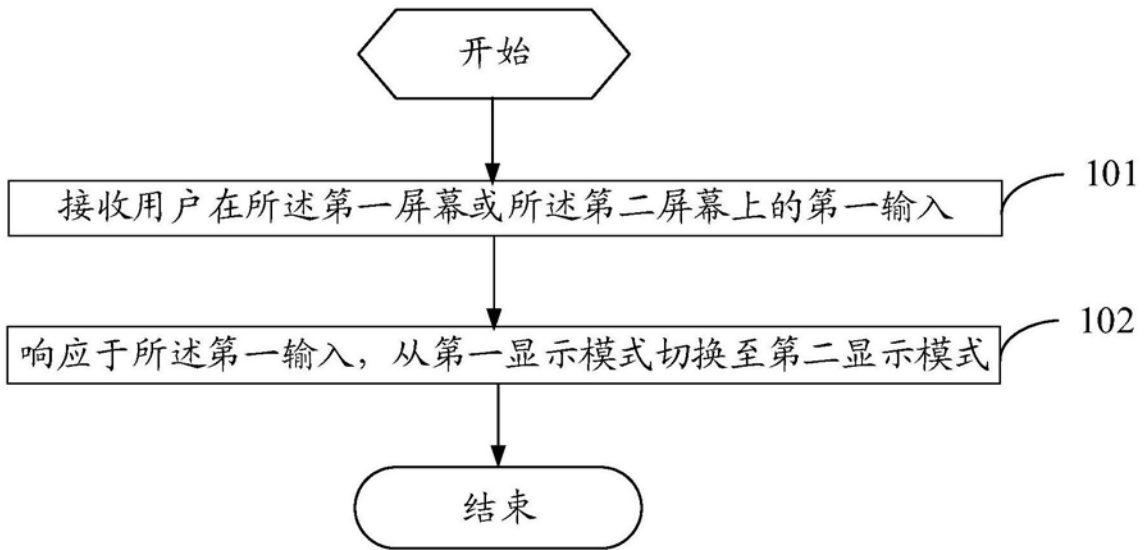 开始
接收用户在所述第一屏幕或所述第二屏幕上的第一输入
101
响应于所述第一输入，从第一显示模式切换至第二显示模式
102
结束